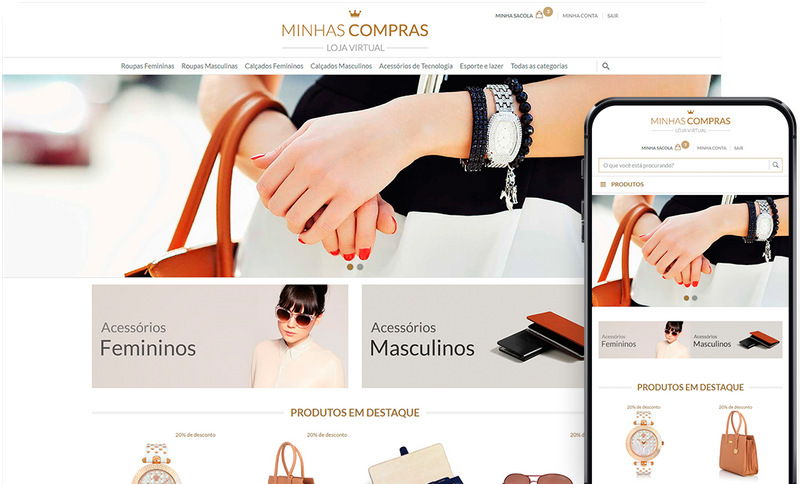 MINHA SACOLA
MINHA CONTA
SAIR
MINHAS COMPRAS
LOJA VIRTUAL
Roupas Femininas Roupas Masculinas Calçados Femininos Calçados Masculinos Acessórios de Tecnologia Esporte e lazer Todas as categorias
Acessórios
Femininos
Acessórios
Masculinos
PRODUTOS EM DESTAQUE
20% de desconto
20% de desconto
20% de
MINHAS COMPRAS
LOJA VIRTUAL
MINHA SACOLA
MINHA CONTA
SAIR
O que você está procurando?
PRODUTOS
Acessórios
Femininos
Acessórios
Masculinos
PRODUTOS EM DESTAQUE
20% de desconto
20% de desconto